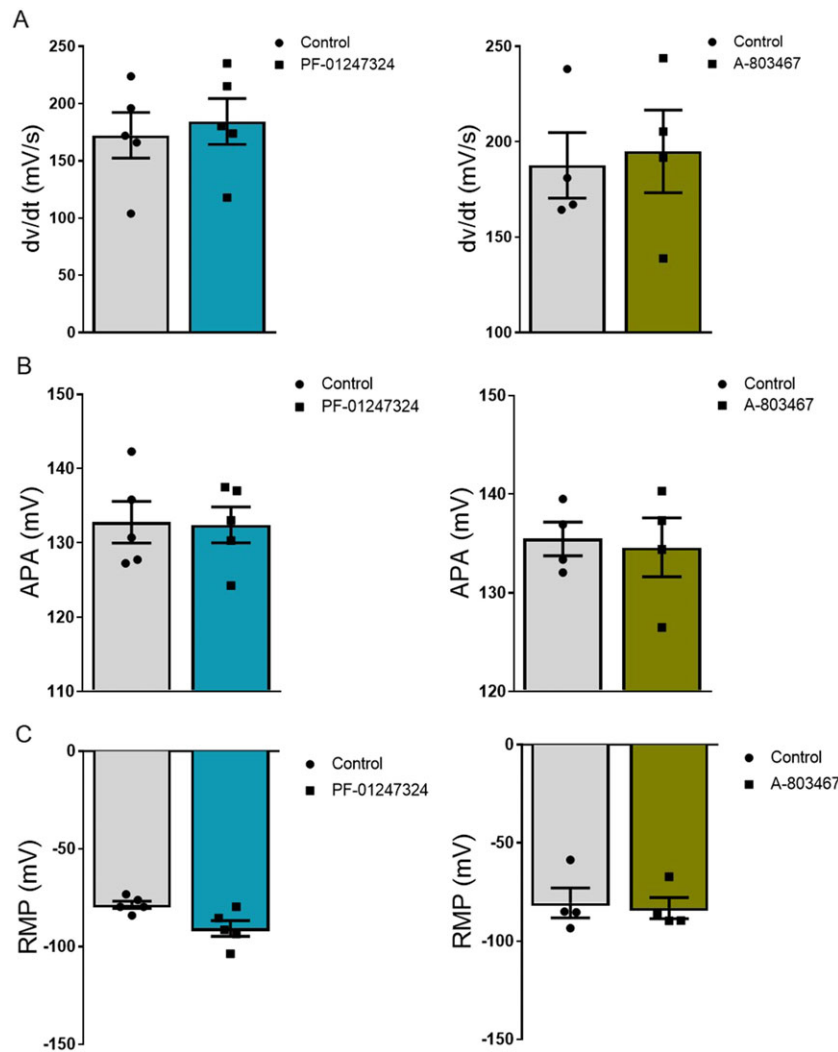 A
250
200
150
100
50
0
dv/dt (mV/s)
Control
PF-01247324
250
200
150
100
dv/dt (mV/s)
Control
A-803467
B
150
140
130
120
110
APA (mV)
Control
PF-01247324
150
140
130
120
APA (mV)
Control
A-803467
C
0
-50
-100
-150
RMP (mV)
Control
PF-01247324
0
-50
-100
-150
RMP (mV)
Control
A-803467